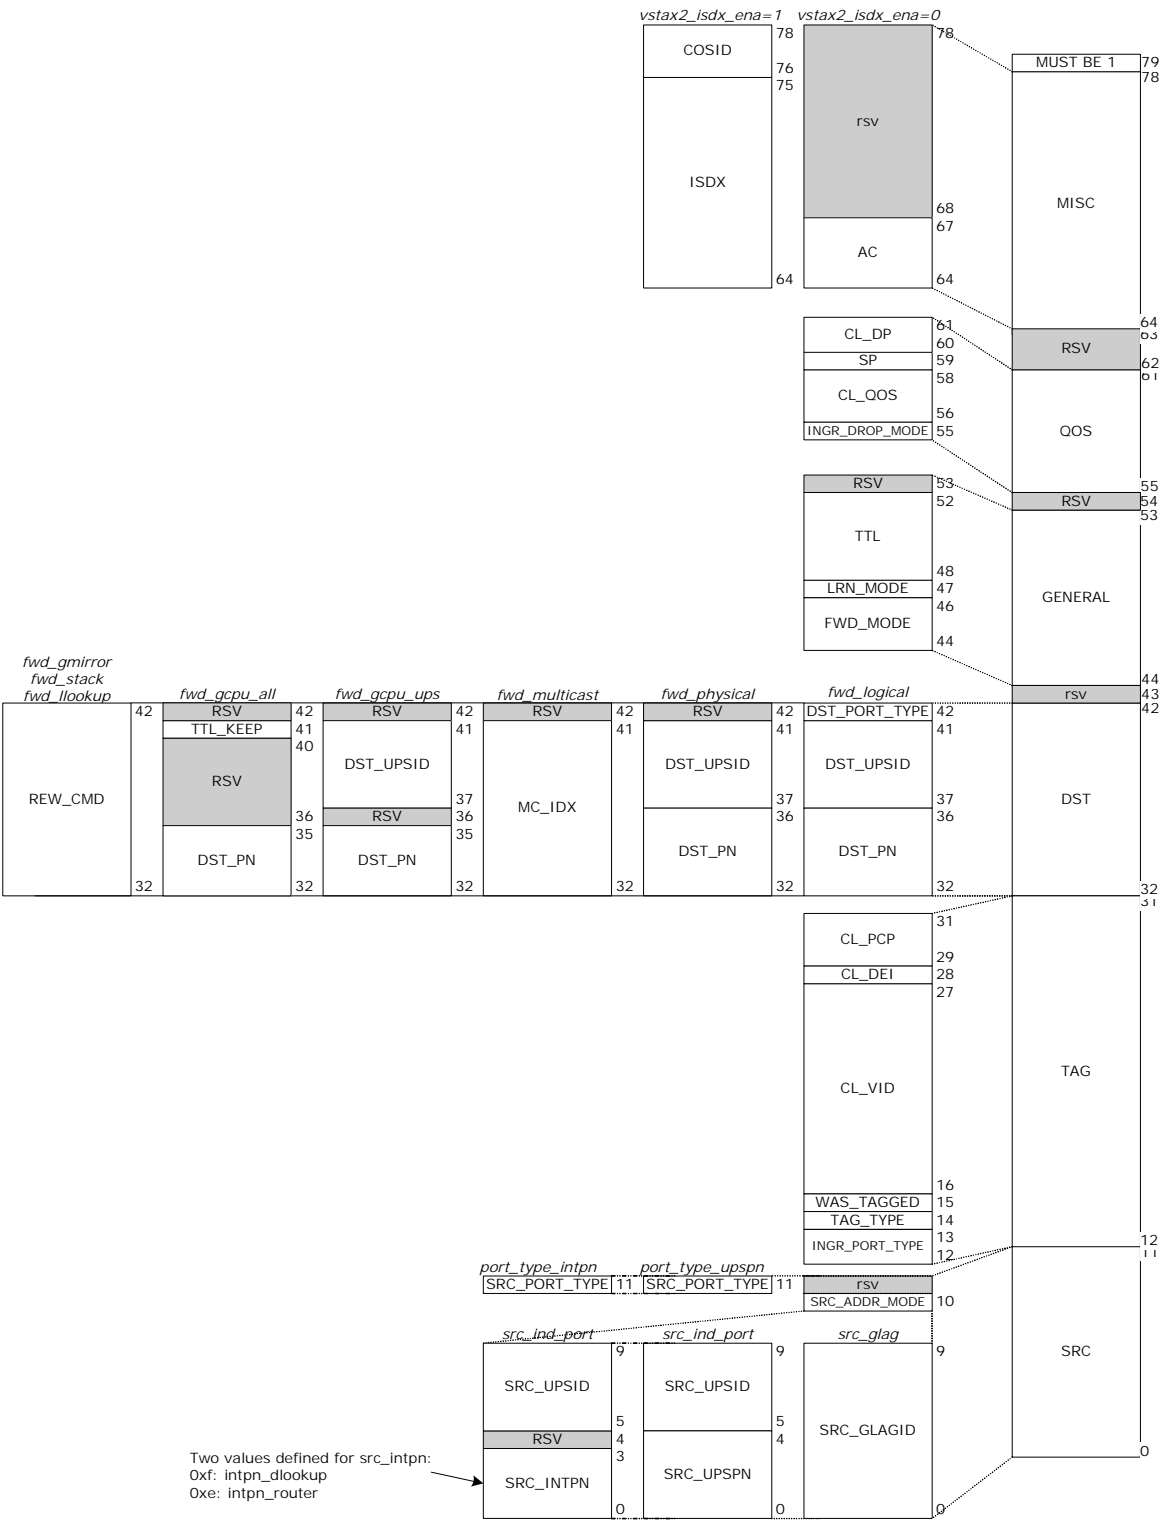 vstax2_isdx_ena=1 vstax2_isdx_ena=0
78 78
COSID
MUST BE 1 79
76
75 78
rsv
ISDX
MISC
68
67
AC
64 64
64
63
61
CL_DP
60
RSV
SP 59
62
58 61
CL_QOS
56
INGR_DROP_MODE 55
QOS
RSV 53
55
52 RSV 54
53
TTL
48
LRN_MODE 47
GENERAL
46
FWD_MODE
44
fwd_gmirror
fwd_stack
fwd_llookup fwd_gcpu_all fwd_gcpu_ups fwd_multicast fwd_physical fwd_logical
44
rsv 43
42 RSV 42 RSV 42 RSV 42 RSV 42 DST_PORT_TYPE 42 42
TTL_KEEP 41 41 41 41 41
40
DST_UPSID DST_UPSID DST_UPSID
RSV
REW_CMD MC_IDX DST
37 37 37
36 RSV 36 36 36
35 35
DST_PN DST_PN DST_PN
32 32 32 32 32 32 32
31
31
CL_PCP
29
CL_DEI 28
27
TAG
CL_VID
16
WAS_TAGGED 15
TAG_TYPE 14
13
INGR_PORT_TYPE
12
12
11
port_type_intpn port_type_upspn
SRC_PORT_TYPE 11 SRC_PORT_TYPE 11 rsv
SRC_ADDR_MODE 10
src_ind_port src_ind_port src_glag
9 9 9
SRC
SRC_UPSID SRC_UPSID
5 5
SRC_GLAGID
RSV 4 4
3
0
Two values defined for src_intpn:
0xf: intpn_dlookup
0xe: intpn_router
SRC_INTPN SRC_UPSPN
0 0 0